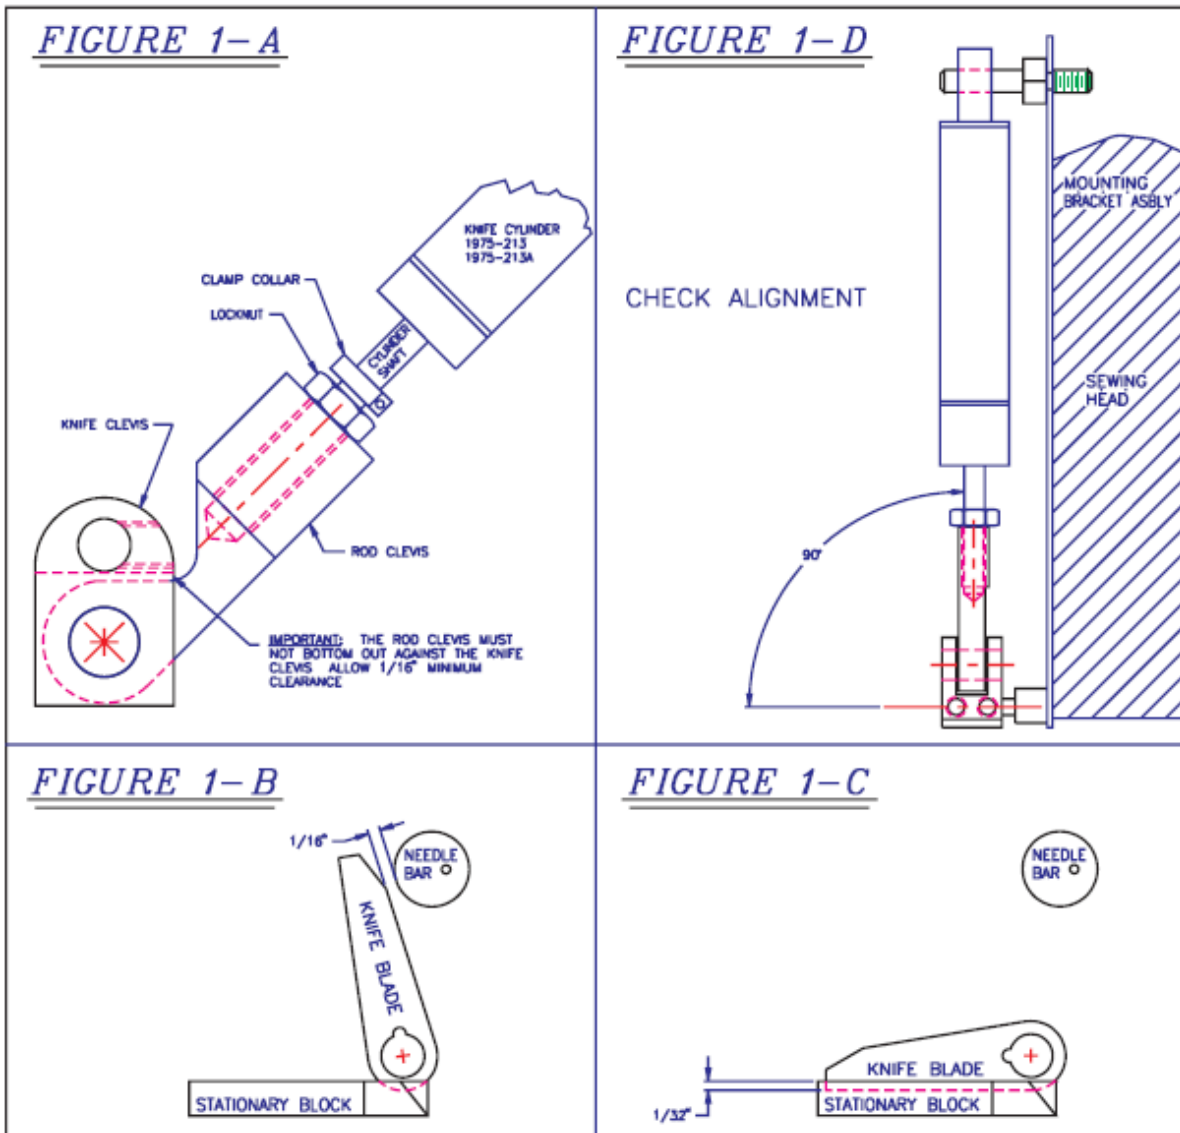 FIGURE 1-A
KNIFE CYLINDER
1975-213
1975-213A
CLAMP COLLAR
LOCKNUT
CYLINDER
SHAFT
KNIFE CLEVIS
ROD CLEVIS
IMPORTANT: THE ROD CLEVIS MUST
NOT BOTTOM OUT AGAINST THE KNIFE
CLEVIS ALLOW 1/16" MINIMUM
CLEARANCE
FIGURE 1-D
MOUNTING
BRACKET ASBLY
CHECK ALIGNMENT
SEWING
HEAD
90°
FIGURE 1-B
1/16"
NEEDLE
BAR
KNIFE BLADE
STATIONARY BLOCK
FIGURE 1-C
NEEDLE
BAR
KNIFE BLADE
STATIONARY BLOCK
1/32"